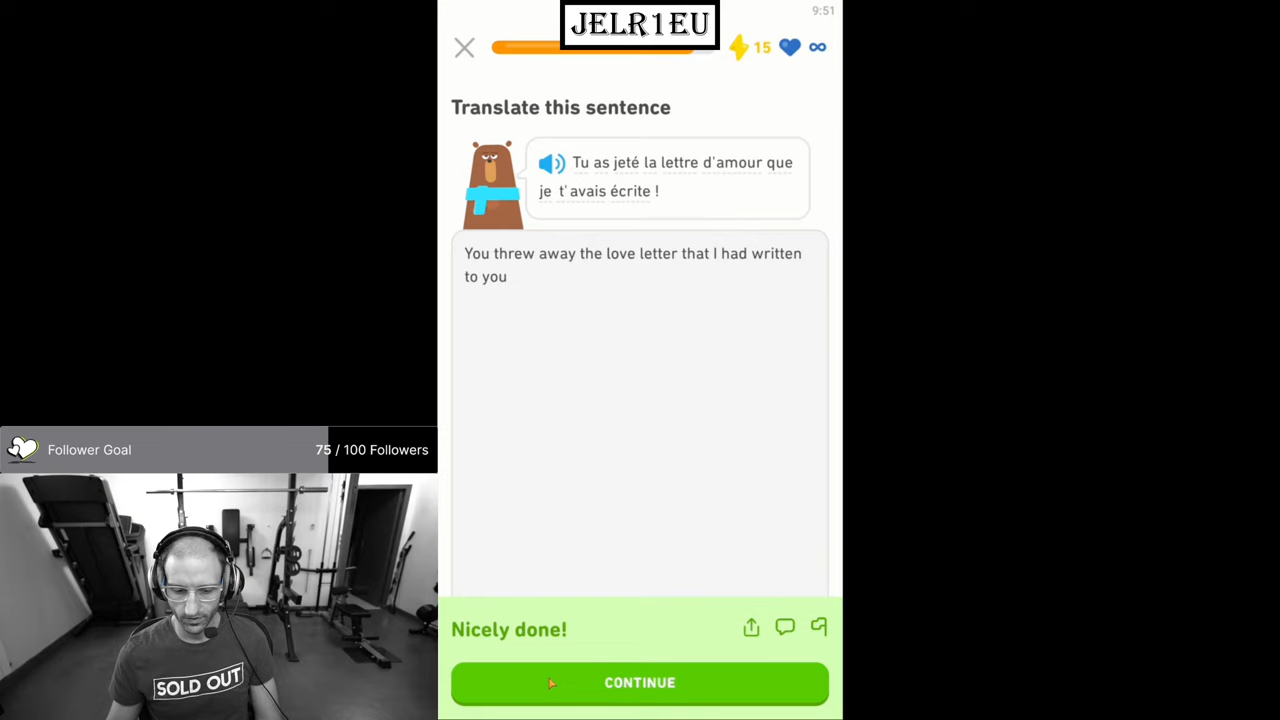 JELR1EU
9:51
15
∞
Translate this sentence
Tu as jeté la lettre d'amour que
je t'avais écrite !
You threw away the love letter that I had written
to you
Follower Goal
75 / 100 Followers
SOLD OUT
Nicely done!
CONTINUE